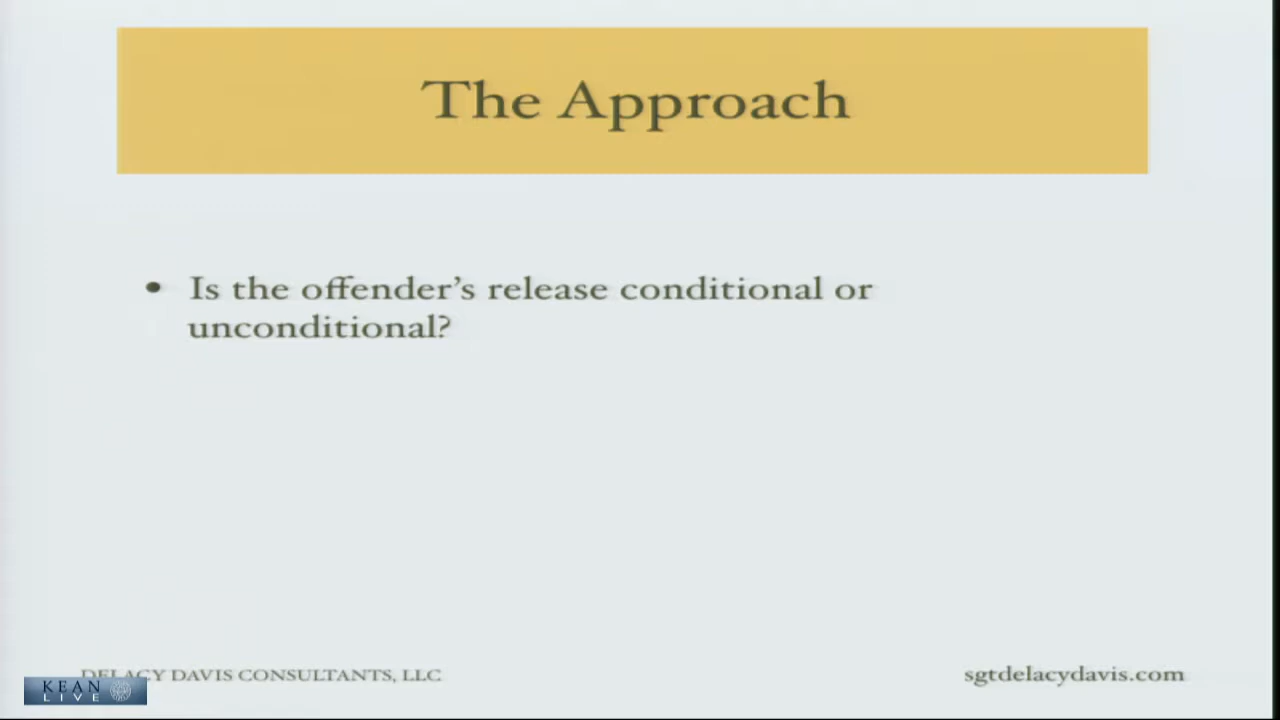 The Approach
• Is the offender's release conditional or
unconditional?
DELACY DAVIS CONSULTANTS, LLC
sgtdelacydavis.com
KEAN
LIVE